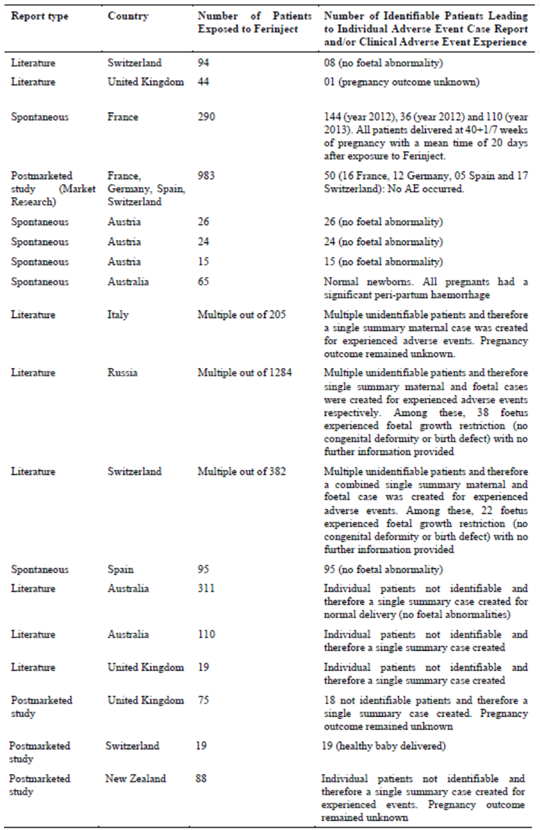 Report type Country Number of Patients Exposed to Ferinject Number of Identifiable Patients Leading to Individual Adverse Event Case Report and/or Clinical Adverse Event Experience
Literature Switzerland 94 08 (no foetal abnormality)
Literature United Kingdom 44 01 (pregnancy outcome unknown)
Spontaneous France 290 144 (year 2012), 36 (year 2012) and 110 (year
2013). All patients delivered at 40+1/7 weeks
of pregnancy with a mean time of 20 days
after exposure to Ferinject.
Postmarketed France, 983 50 (16 France, 12 Germany, 05 Spain and 17
study (Market Germany, Spain, Switzerland): No AE occurred.
Research) Switzerland
Spontaneous Austria 26 26 (no foetal abnormality)
Spontaneous Austria 24 24 (no foetal abnormality)
Spontaneous Austria 15 15 (no foetal abnormality)
Spontaneous Australia 65 Normal newborns. All pregnants had a
significant peri-partum haemorrhage
Literature Italy Multiple out of 205 Multiple unidentifiable patients and therefore
a single summary maternal case was created
for experienced adverse events. Pregnancy
outcome remained unknown.
Literature Russia Multiple out of 1284 Multiple unidentifiable patients and therefore
single summary maternal and foetal cases
were created for experienced adverse events
respectively. Among these, 38 foetus
experienced foetal growth restriction (no
congenital deformity or birth defect) with no
further information provided
Literature Switzerland Multiple out of 382 Multiple unidentifiable patients and therefore
a combined single summary maternal and
foetal case was created for experienced
adverse events. Among these, 22 foetus
experienced foetal growth restriction (no
congenital deformity or birth defect) with no
further information provided
Spontaneous Spain 95 95 (no foetal abnormality)
Literature Australia 311 Individual patients not identifiable and
therefore a single summary case created for
normal delivery (no foetal abnormalities)
Literature Australia 110 Individual patients not identifiable and
therefore a single summary case created
Literature United Kingdom 19 Individual patients not identifiable and
therefore a single summary case created
Postmarketed United Kingdom 75 18 not identifiable patients and therefore a
study single summary case created. Pregnancy
outcome remained unknown
Postmarketed Switzerland 19 19 (healthy baby delivered)
study
Postmarketed New Zealand 88 Individual patients not identifiable and
study therefore a single summary case created for
experienced events. Pregnancy outcome
remained unknown